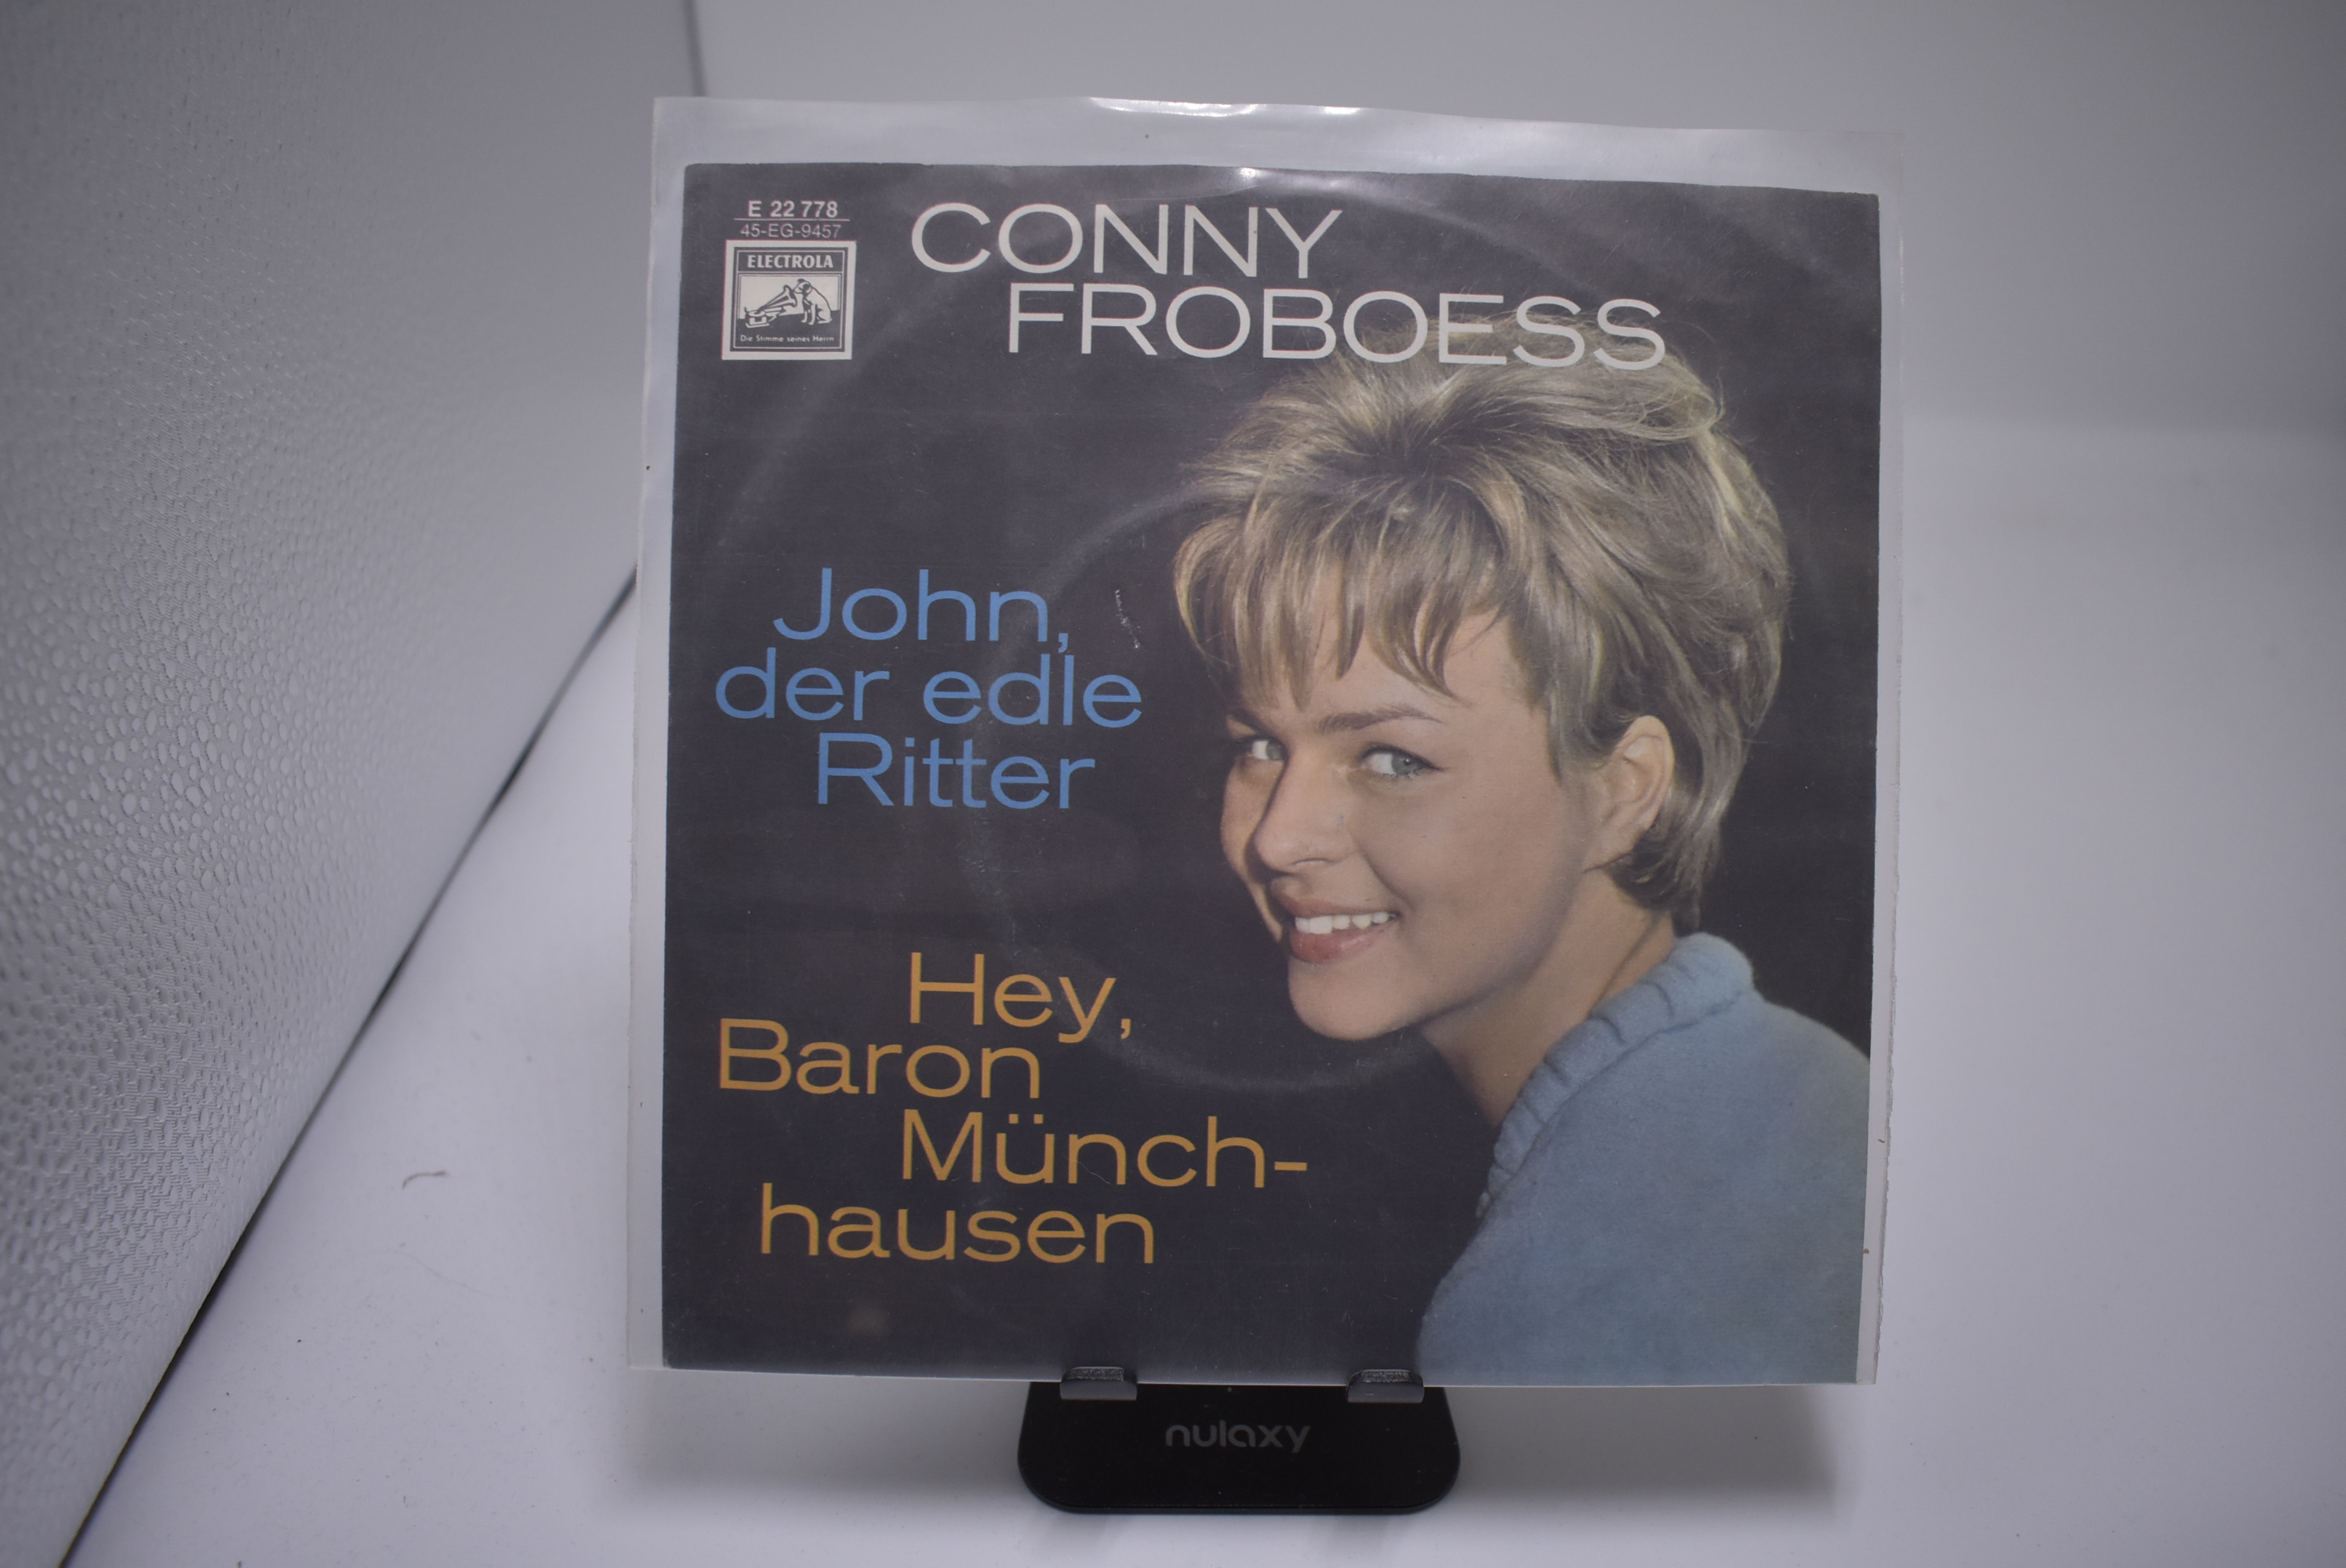 E 22 778
45-EG-9457
ELECTROLA
Die Stimme seines Herrn
CONNY
FROBOESS
John,
der edle
Ritter
Hey,
Baron
Münch-
hausen
nulaxy